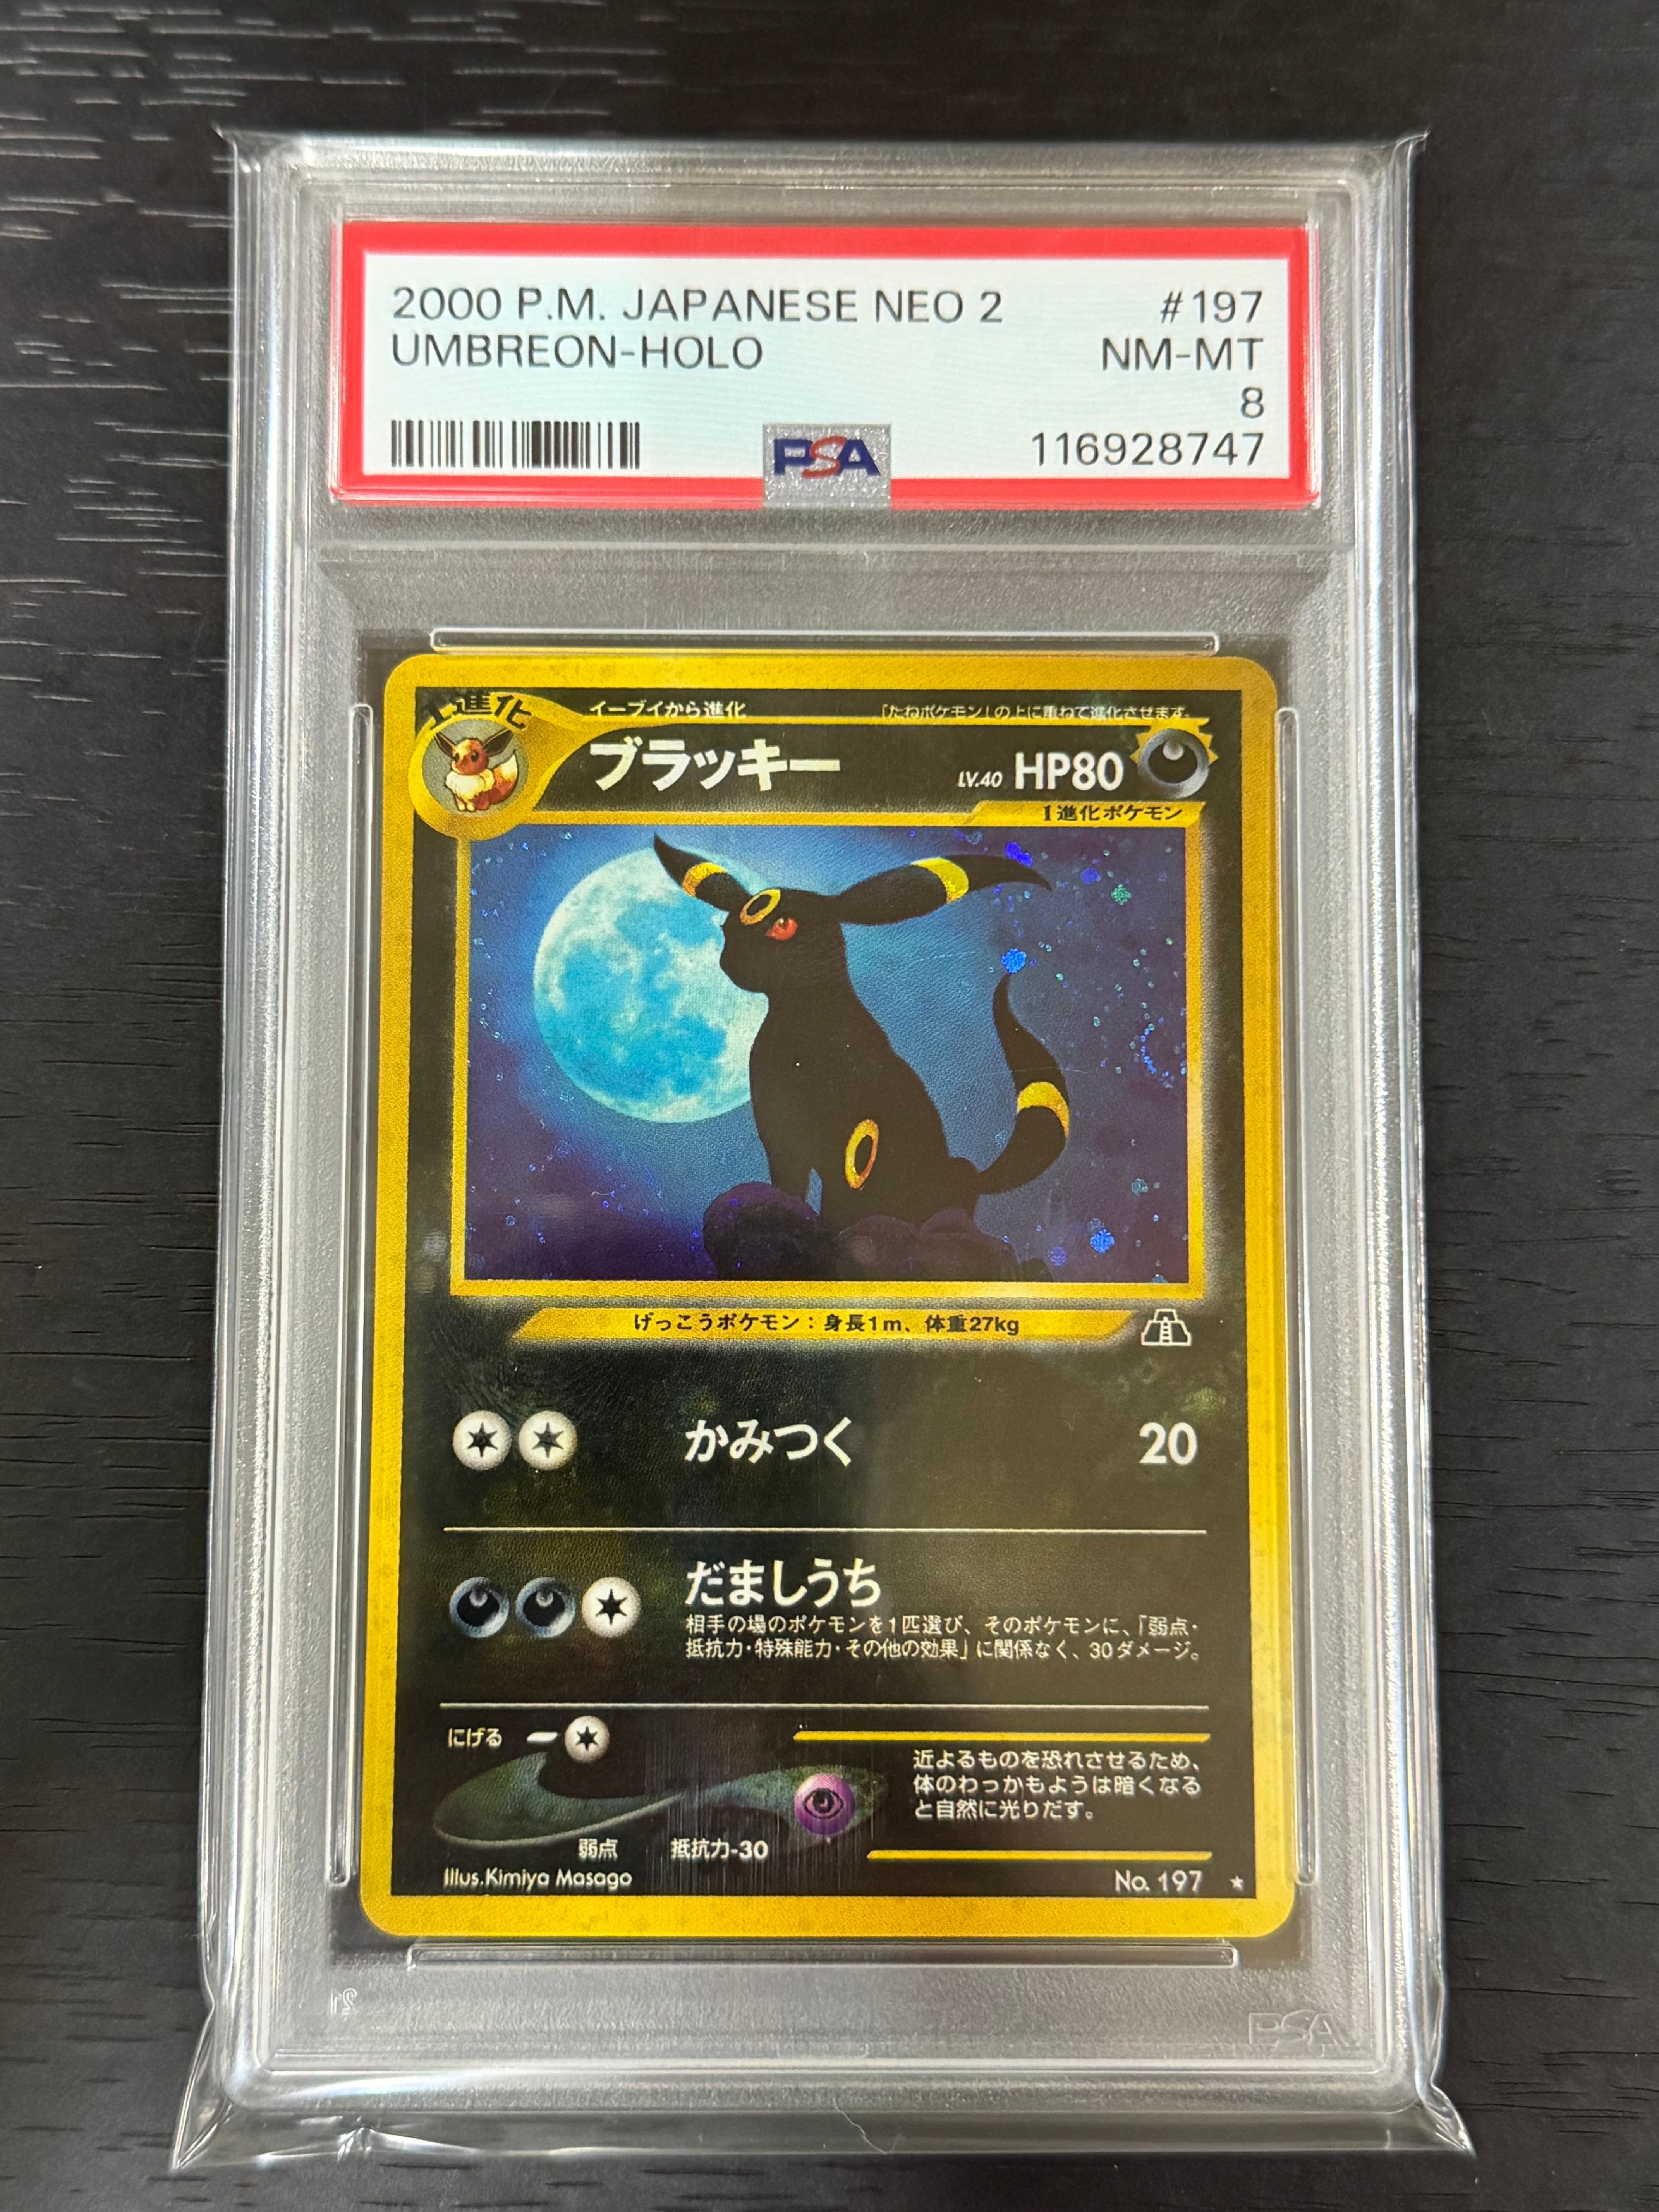 2000 P.M. JAPANESE NEO 2 #197
UMBREON-HOLO NM-MT
8
PSA 116928747
1進化
イーブイから進化 「たねポケモン」の上に重ねて進化させます。
ブラッキー LV.40 HP80
1進化ポケモン
げっこうポケモン：身長1m、体重27kg
かみつく 20
だましうち
相手の場のポケモンを1匹選び、そのポケモンに、「弱点・
抵抗力・特殊能力・その他の効果」に関係なく、30ダメージ。
にげる
近よるものを恐れさせるため、
体のわっかもようは暗くなる
と自然に光りだす。
弱点 抵抗力-30
Illus.Kimiya Masago No. 197
PSA